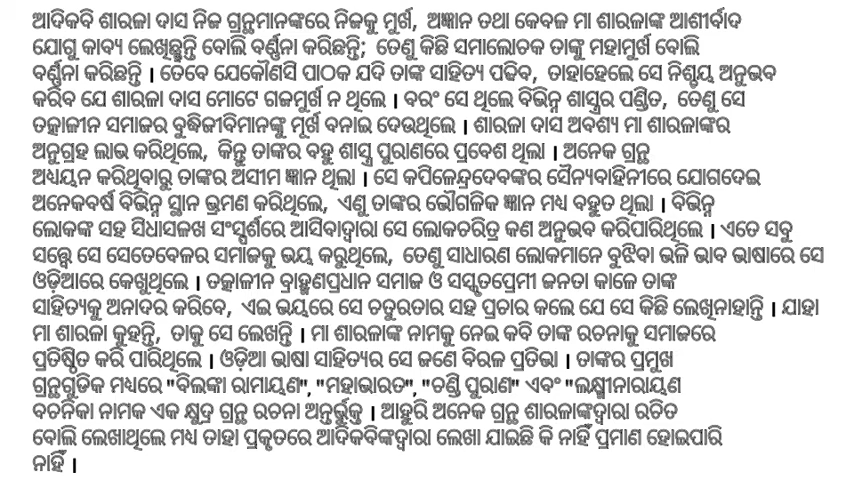 ଆଦିକବି ଶାରଳା ଦାସ ନିଜ ଗ୍ରନ୍ଥମାନଙ୍କରେ ନିଜକୁ ମୂର୍ଖ, ଅଜ୍ଞାନ ତଥା କେବଳ ମା ଶାରଳାଙ୍କ ଆଶୀର୍ବାଦ
ଯୋଗୁ କାବ୍ୟ ଲେଖିଛ୍ଛନ୍ତି ବୋଲି ବର୍ଣ୍ଣନା କରିଛନ୍ତି; ତେଣୁ କିଛି ସମାଲୋଚକ ତାଙ୍କୁ ମହାମୂର୍ଖ ବୋଲି
ବର୍ଣ୍ଣନା କରିଛନ୍ତି । ତେବେ ଯେକୌଣସି ପାଠକ ଯଦି ତାଙ୍କ ସାହିତ୍ୟ ପଢିବ, ତାହାହେଲେ ସେ ନିଶ୍ଚୟ ଅନୁଭବ
କରିବ ଯେ ଶାରଳା ଦାସ ମୋଟେ ଗଜମୂର୍ଖ ନ ଥିଲେ । ବରଂ ସେ ଥିଲେ ବିଭିନ୍ନ ଶାସ୍ତ୍ରର ପଣ୍ଡିତ, ତେଣୁ ସେ
ତତ୍କାଳୀନ ସମାଜର ବୁଦ୍ଧିଜୀବିମାନଙ୍କୁ ମୂର୍ଖ ବନାଇ ଦେଉଥିଲେ । ଶାରଳା ଦାସ ଅବଶ୍ୟ ମା ଶାରଳାଙ୍କର
ଅନୁଗ୍ରହ ଲାଭ କରିଥିଲେ, କିନ୍ତୁ ତାଙ୍କର ବହୁ ଶାସ୍ତ୍ର ପୁରାଣରେ ପ୍ରବେଶ ଥିଲା । ଅନେକ ଗ୍ରନ୍ଥ
ଅଧ୍ୟୟନ କରିଥିବାରୁ ତାଙ୍କର ଅସୀମ ଜ୍ଞାନ ଥିଲା । ସେ କପିଳେନ୍ଦ୍ରଦେବଙ୍କର ସୈନ୍ୟବାହିନୀରେ ଯୋଗଦେଇ
ଅନେକବର୍ଷ ବିଭିନ୍ନ ସ୍ଥାନ ଭ୍ରମଣ କରିଥିଲେ, ଏଣୁ ତାଙ୍କର ଭୌଗଳିକ ଜ୍ଞାନ ମଧ୍ୟ ବହୁତ ଥିଲା । ବିଭିନ୍ନ
ଲୋକଙ୍କ ସହ ସିଧାସଳଖ ସଂସ୍ପର୍ଶରେ ଆସିବାଦ୍ୱାରା ସେ ଲୋକଚରିତ୍ର କଣ ଅନୁଭବ କରିପାରିଥିଲେ । ଏତେ ସବୁ
ସତ୍ତ୍ୱେ ସେ ସେତେବେଳର ସମାଜକୁ ଭୟ କରୁଥିଲେ, ତେଣୁ ସାଧାରଣ ଲୋକମାନେ ବୁଝିବା ଭଳି ଭାବ ଭାଷାରେ ସେ
ଓଡ଼ିଆରେ ଲେଖୁଥିଲେ । ତତ୍କାଳୀନ ବ୍ରାହ୍ମଣପ୍ରଧାନ ସମାଜ ଓ ସଂସ୍କୃତପ୍ରେମୀ ଜନତା କାଳେ ତାଙ୍କ
ସାହିତ୍ୟକୁ ଅନାଦର କରିବେ, ଏଇ ଭୟରେ ସେ ଚତୁରତାର ସହ ପ୍ରଚାର କଲେ ଯେ ସେ କିଛି ଲେଖିନାହାନ୍ତି । ଯାହା
ମା ଶାରଳା କୁହନ୍ତି, ତାକୁ ସେ ଲେଖନ୍ତି । ମା ଶାରଳାଙ୍କ ନାମକୁ ନେଇ କବି ତାଙ୍କ ରଚନାକୁ ସମାଜରେ
ପ୍ରତିଷ୍ଠିତ କରି ପାରିଥିଲେ । ଓଡ଼ିଆ ଭାଷା ସାହିତ୍ୟର ସେ ଜଣେ ବିରଳ ପ୍ରତିଭା । ତାଙ୍କର ପ୍ରମୁଖ
ଗ୍ରନ୍ଥଗୁଡିକ ମଧ୍ୟରେ "ବିଲଙ୍କା ରାମାୟଣ", "ମହାଭାରତ", "ଚଣ୍ଡି ପୁରାଣ" ଏବଂ "ଲକ୍ଷ୍ମୀନାରାୟଣ
ବଚନିକା ନାମକ ଏକ କ୍ଷୁଦ୍ର ଗ୍ରନ୍ଥ ରଚନା ଅନ୍ତର୍ଭୁକ୍ତ । ଆହୁରି ଅନେକ ଗ୍ରନ୍ଥ ଶାରଳାଙ୍କଦ୍ୱାରା ରଚିତ
ବୋଲି ଲେଖାଥିଲେ ମଧ୍ୟ ତାହା ପ୍ରକୃତରେ ଆଦିକବିଙ୍କଦ୍ୱାରା ଲେଖା ଯାଇଛି କି ନାହିଁ ପ୍ରମାଣ ହୋଇପାରି
ନାହିଁ ।